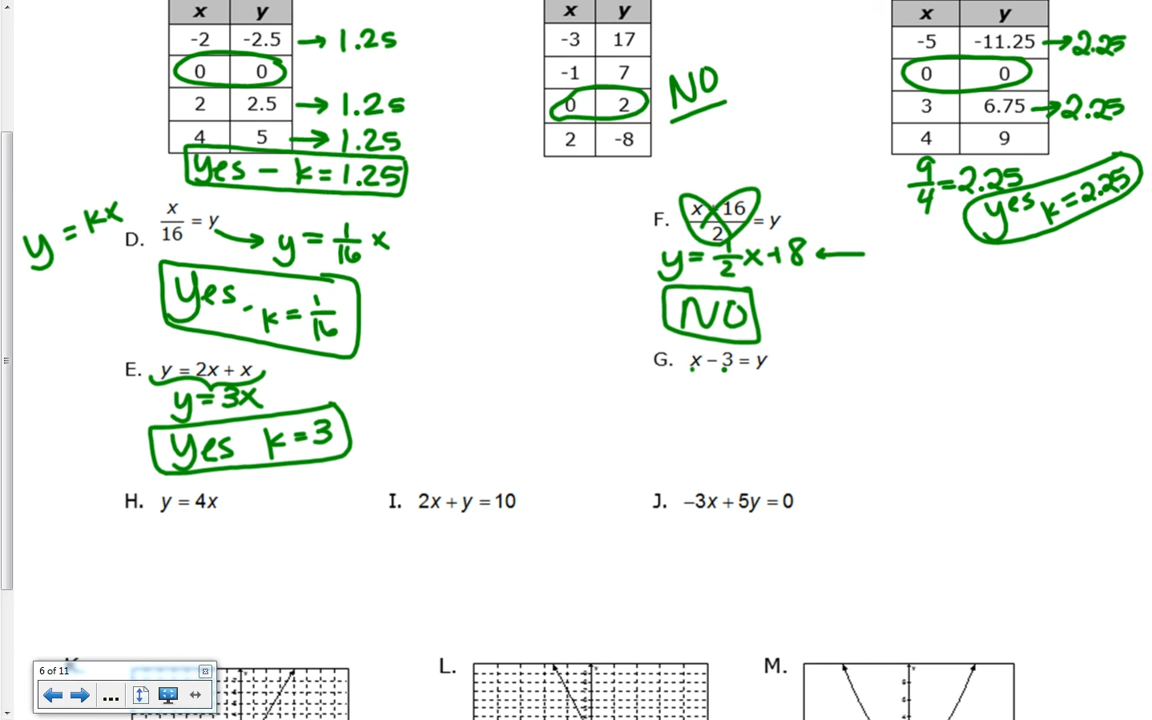 x y
-2 -2.5 → 1.25
0 0
2 2.5 → 1.25
4 5 → 1.25
yes - k = 1.25
x y
-3 17
-1 7
0 2
2 -8
NO
x y
-5 -11.25 → 2.25
0 0
3 6.75 → 2.25
4 9
9/4 = 2.25
yes k = 2.25
y = kx
D. x/16 = y → y = 1/16 x
Yes - k = 1/16
F. x + 16 / 2 = y
y = 1/2 x + 8 ←
NO
E. y = 2x + x
y = 3x
yes k = 3
G. x – 3 = y
H. y = 4x
I. 2x + y = 10
J. −3x + 5y = 0
6 of 11
...
L.
M.